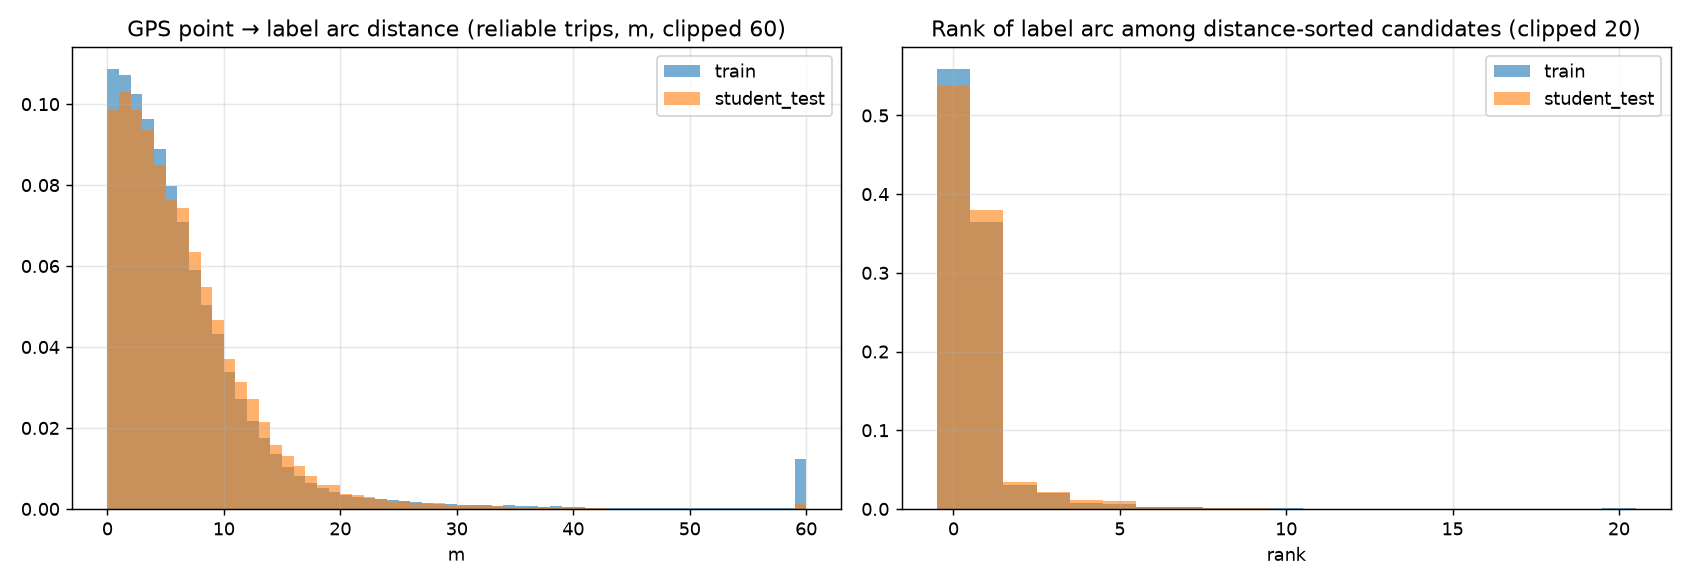 GPS point → label arc distance (reliable trips, m, clipped 60)
train
student_test
0.10
0.08
0.06
0.04
0.02
0.00
0 10 20 30 40 50 60
m
Rank of label arc among distance-sorted candidates (clipped 20)
train
student_test
0.5
0.4
0.3
0.2
0.1
0.0
0 5 10 15 20
rank